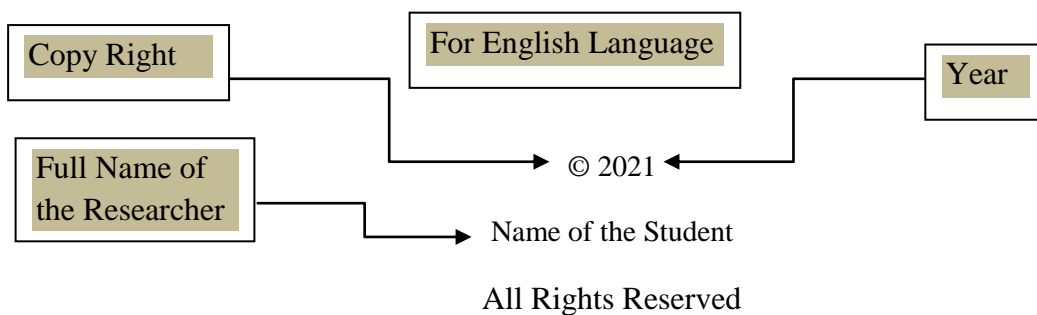 For English Language
Copy Right
Year
© 2021
Full Name of
the Researcher
Name of the Student
All Rights Reserved